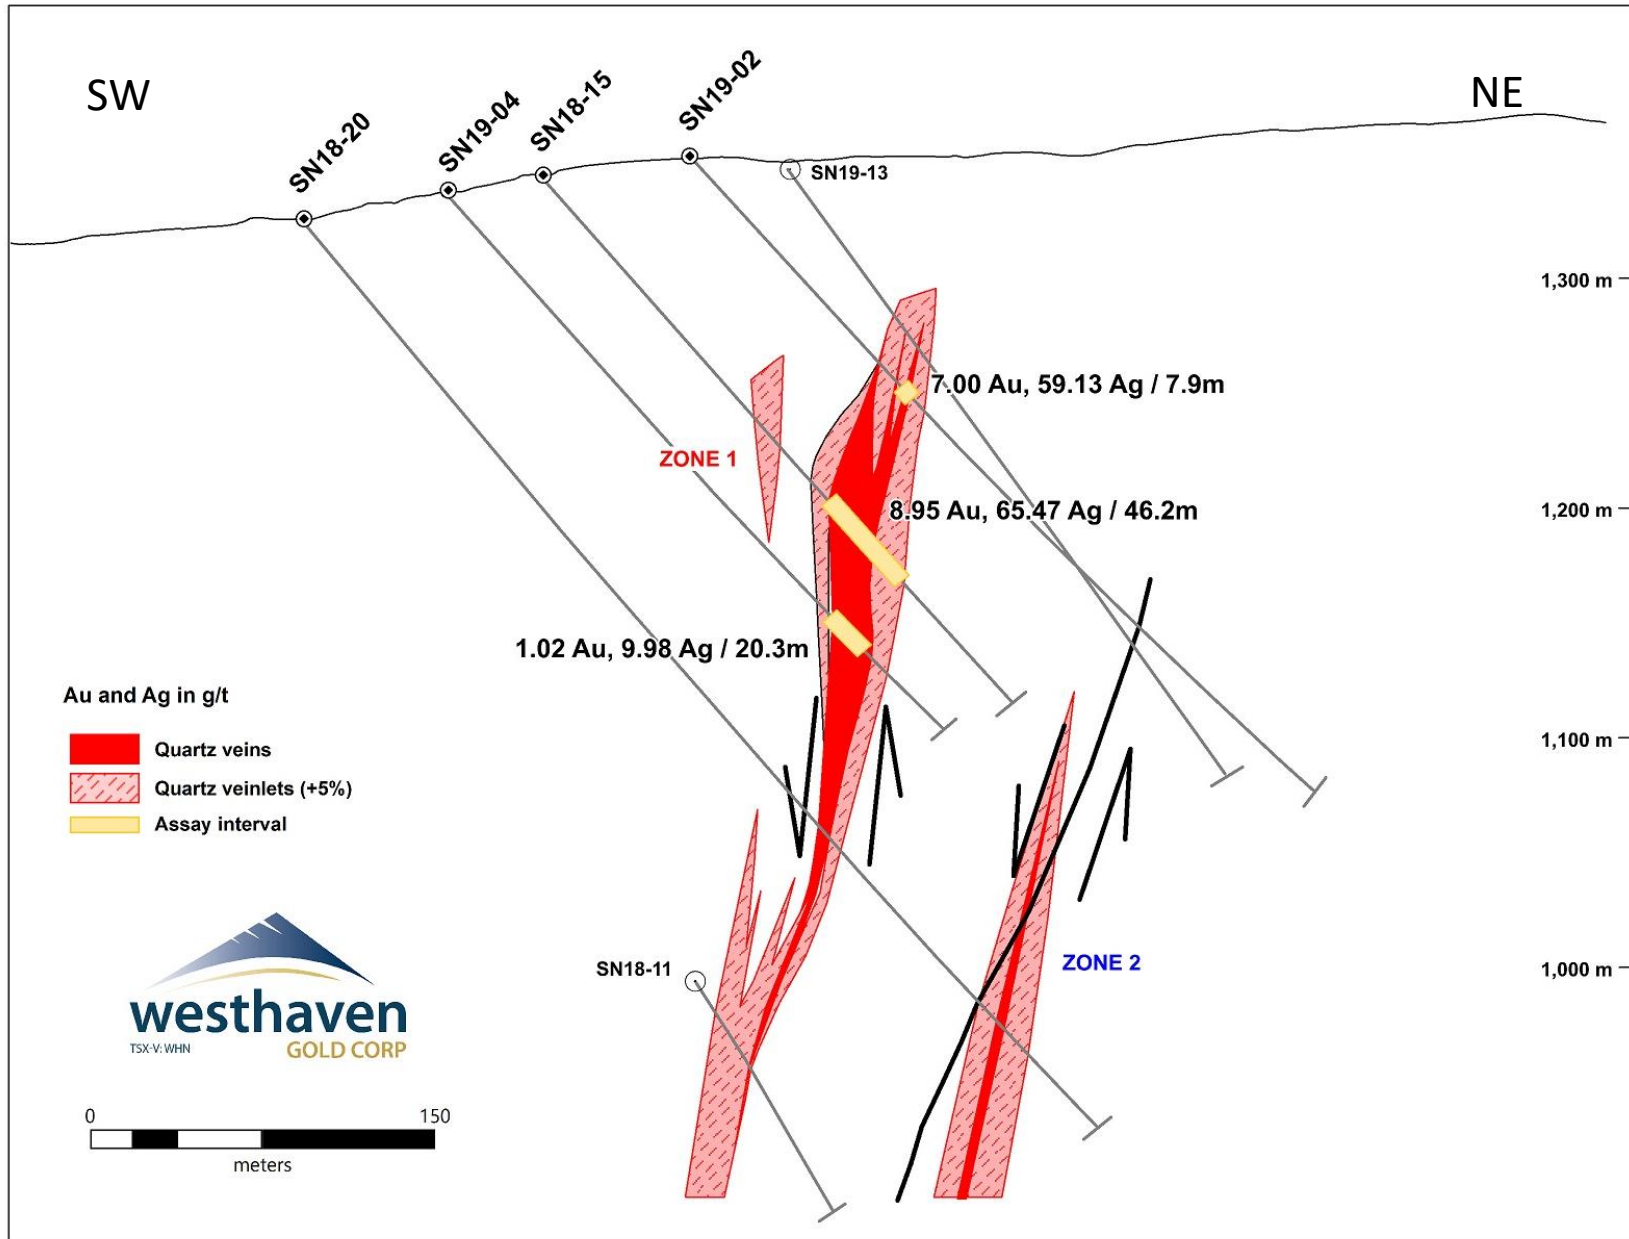 SW
NE
SN18-20
SN19-04
SN18-15
SN19-02
SN19-13
1,300 m
7.00 Au, 59.13 Ag / 7.9m
ZONE 1
8.95 Au, 65.47 Ag / 46.2m
1,200 m
1.02 Au, 9.98 Ag / 20.3m
Au and Ag in g/t
Quartz veins
Quartz veinlets (+5%)
Assay interval
1,100 m
ZONE 2
SN18-11
1,000 m
westhaven
TSX-V: WHN
GOLD CORP
0 150
meters